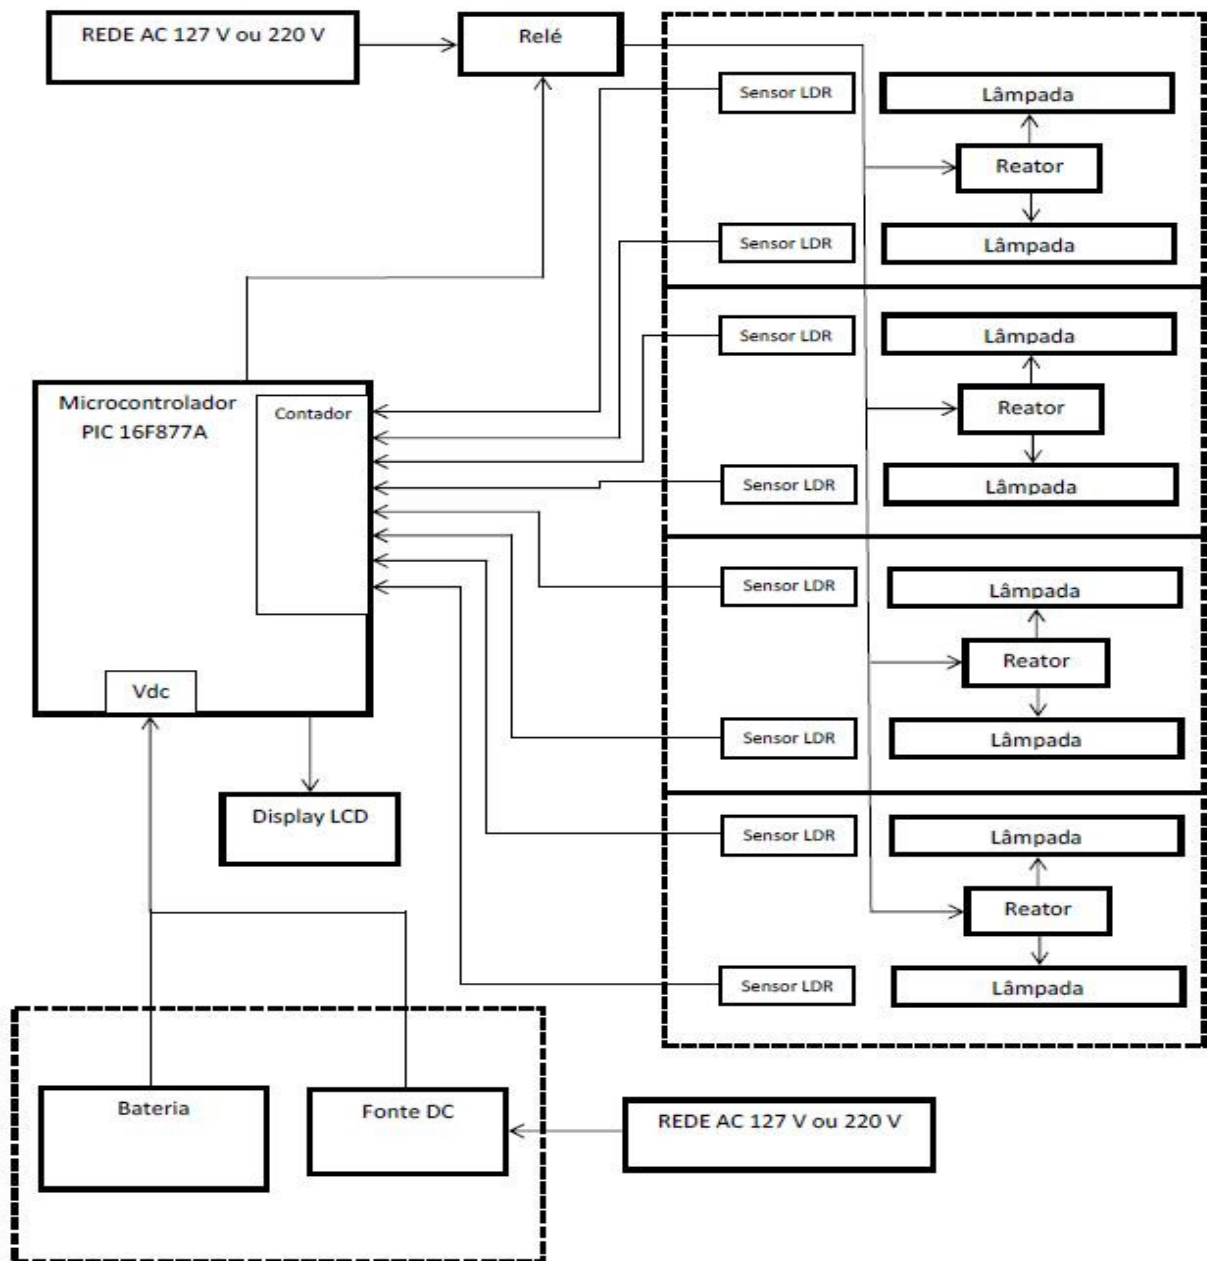 REDE AC 127 V ou 220 V
Relé
Sensor LDR
Lâmpada
Reator
Sensor LDR
Lâmpada
Sensor LDR
Lâmpada
Reator
Sensor LDR
Lâmpada
Microcontrolador
PIC 16F877A
Contador
Vdc
Sensor LDR
Lâmpada
Reator
Sensor LDR
Lâmpada
Display LCD
Sensor LDR
Lâmpada
Reator
Sensor LDR
Lâmpada
Bateria
Fonte DC
REDE AC 127 V ou 220 V